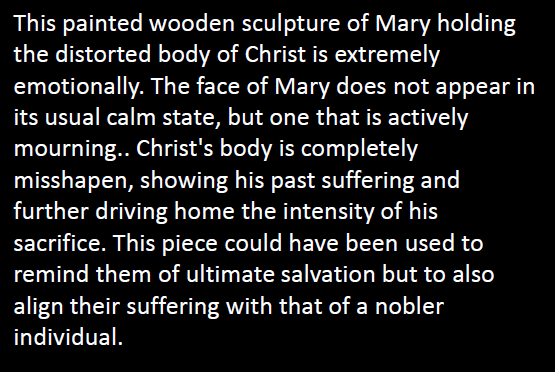 This painted wooden sculpture of Mary holding
the distorted body of Christ is extremely
emotionally. The face of Mary does not appear in
its usual calm state, but one that is actively
mourning.. Christ's body is completely
misshapen, showing his past suffering and
further driving home the intensity of his
sacrifice. This piece could have been used to
remind them of ultimate salvation but to also
align their suffering with that of a nobler
individual.